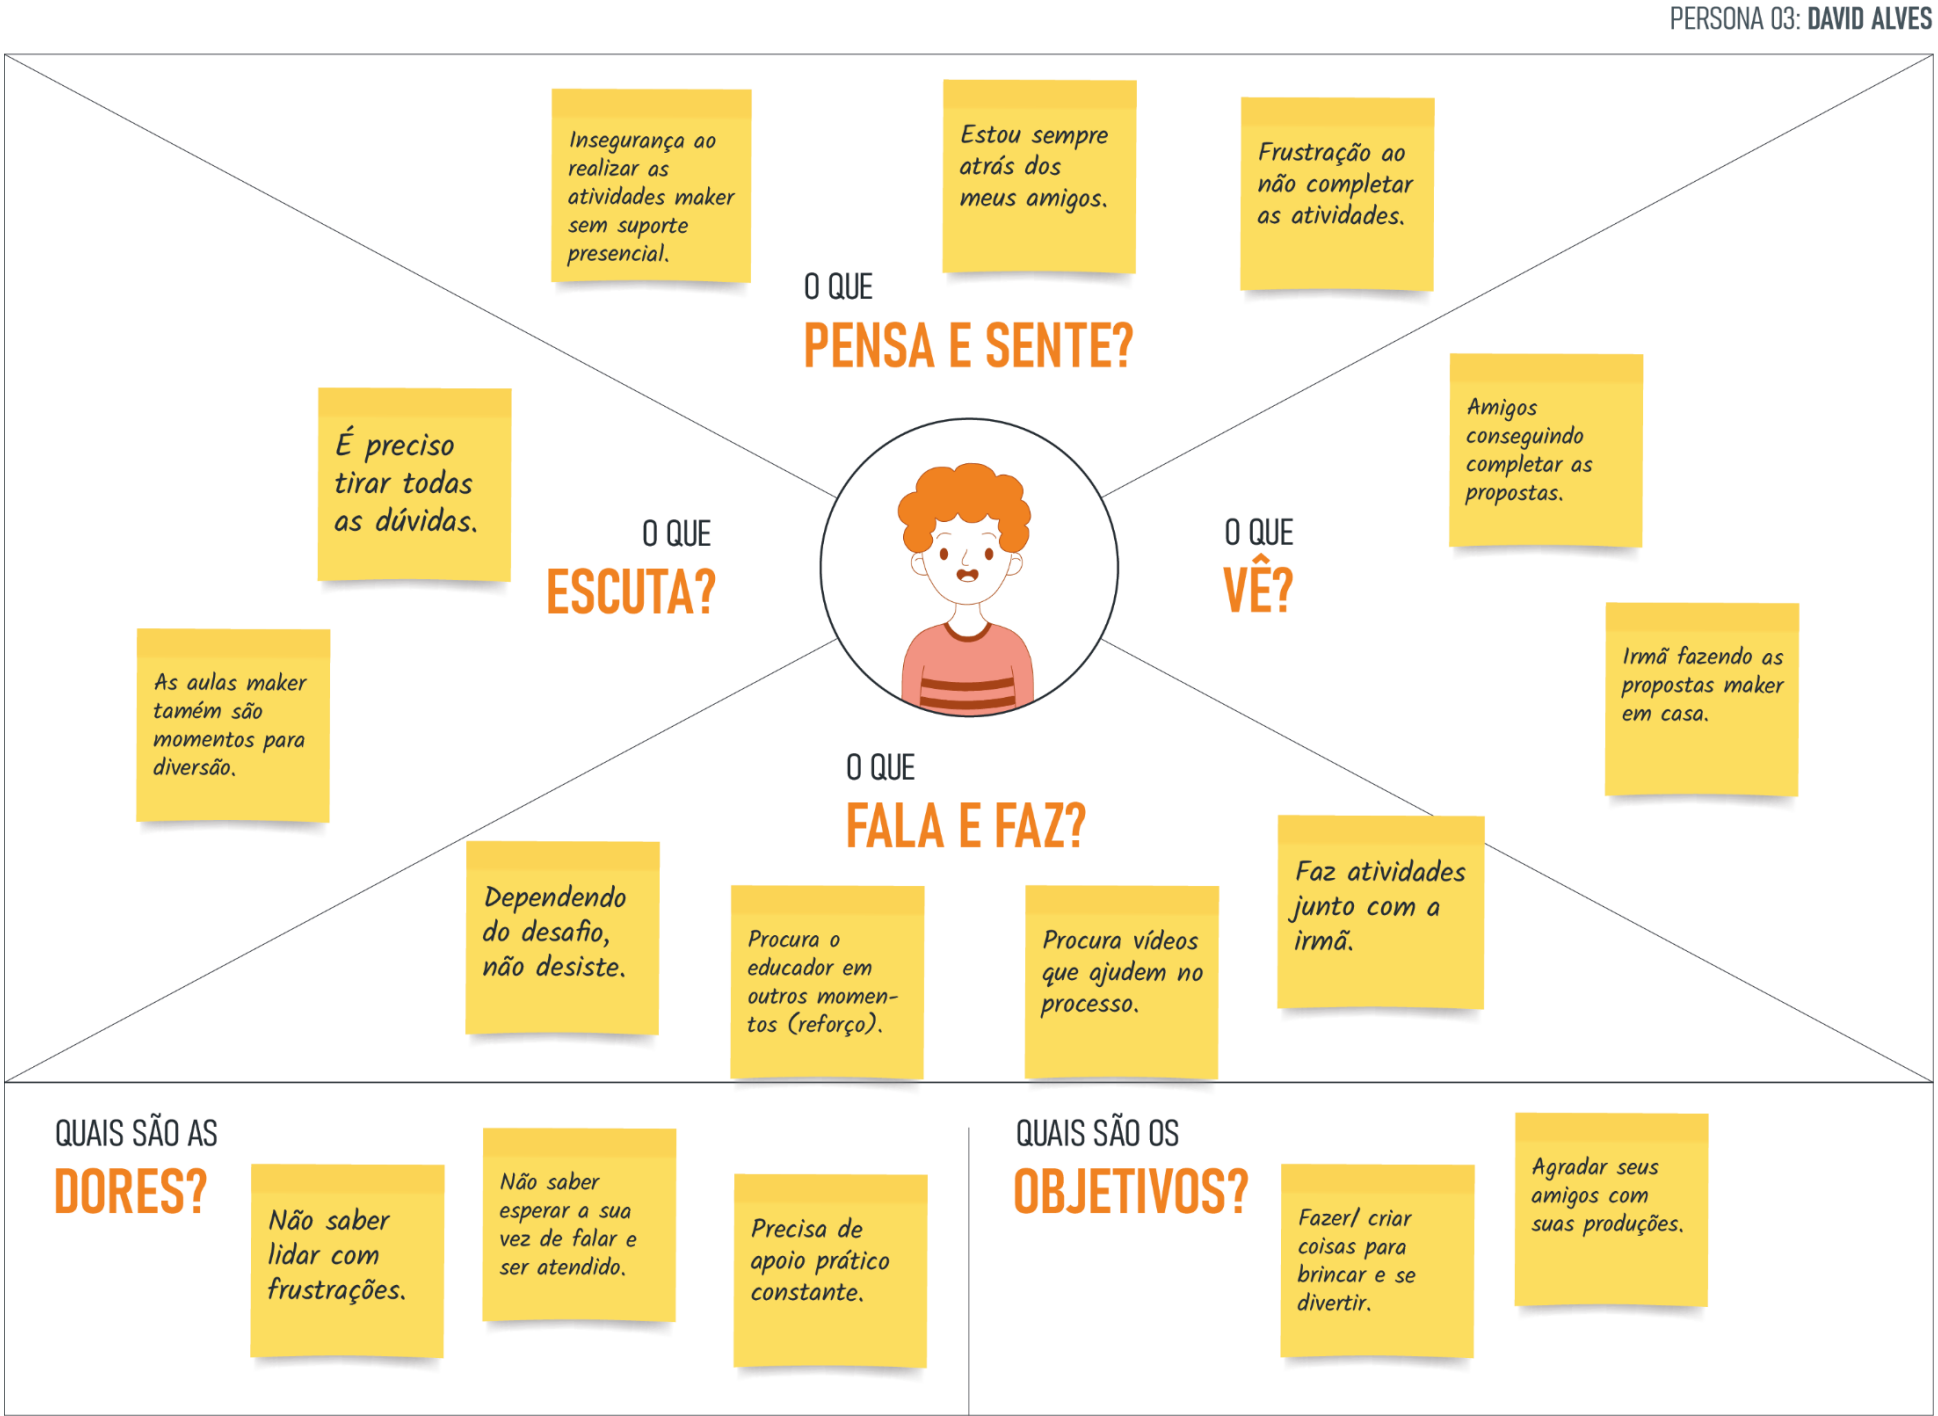 PERSONA 03: DAVID ALVES
Insegurança ao
realizar as
atividades maker
sem suporte
presencial.
Estou sempre
atrás dos
meus amigos.
Frustração ao
não completar
as atividades.
O QUE
PENSA E SENTE?
É preciso
tirar todas
as dúvidas.
As aulas maker
tamém são
momentos para
diversão.
O QUE
ESCUTA?
O QUE
VÊ?
Amigos
conseguindo
completar as
propostas.
Irmã fazendo as
propostas maker
em casa.
O QUE
FALA E FAZ?
Dependendo
do desafio,
não desiste.
Procura o
educador em
outros momen-
tos (reforço).
Procura vídeos
que ajudem no
processo.
Faz atividades
junto com a
irmã.
QUAIS SÃO AS
DORES?
Não saber
lidar com
frustrações.
Não saber
esperar a sua
vez de falar e
ser atendido.
Precisa de
apoio prático
constante.
QUAIS SÃO OS
OBJETIVOS?
Fazer/ criar
coisas para
brincar e se
divertir.
Agradar seus
amigos com
suas produções.